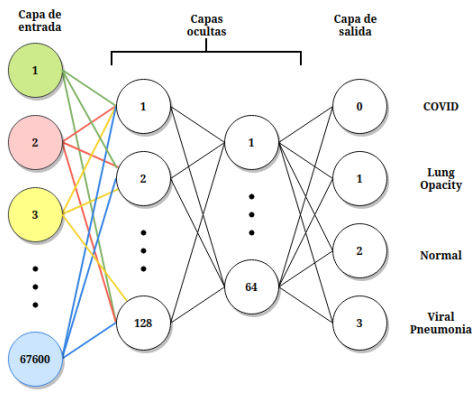 Capa de
entrada
Capas
ocultas
Capa de
salida
1
2
3
67600
1
2
128
1
64
0
1
2
3
COVID
Lung
Opacity
Normal
Viral
Pneumonia